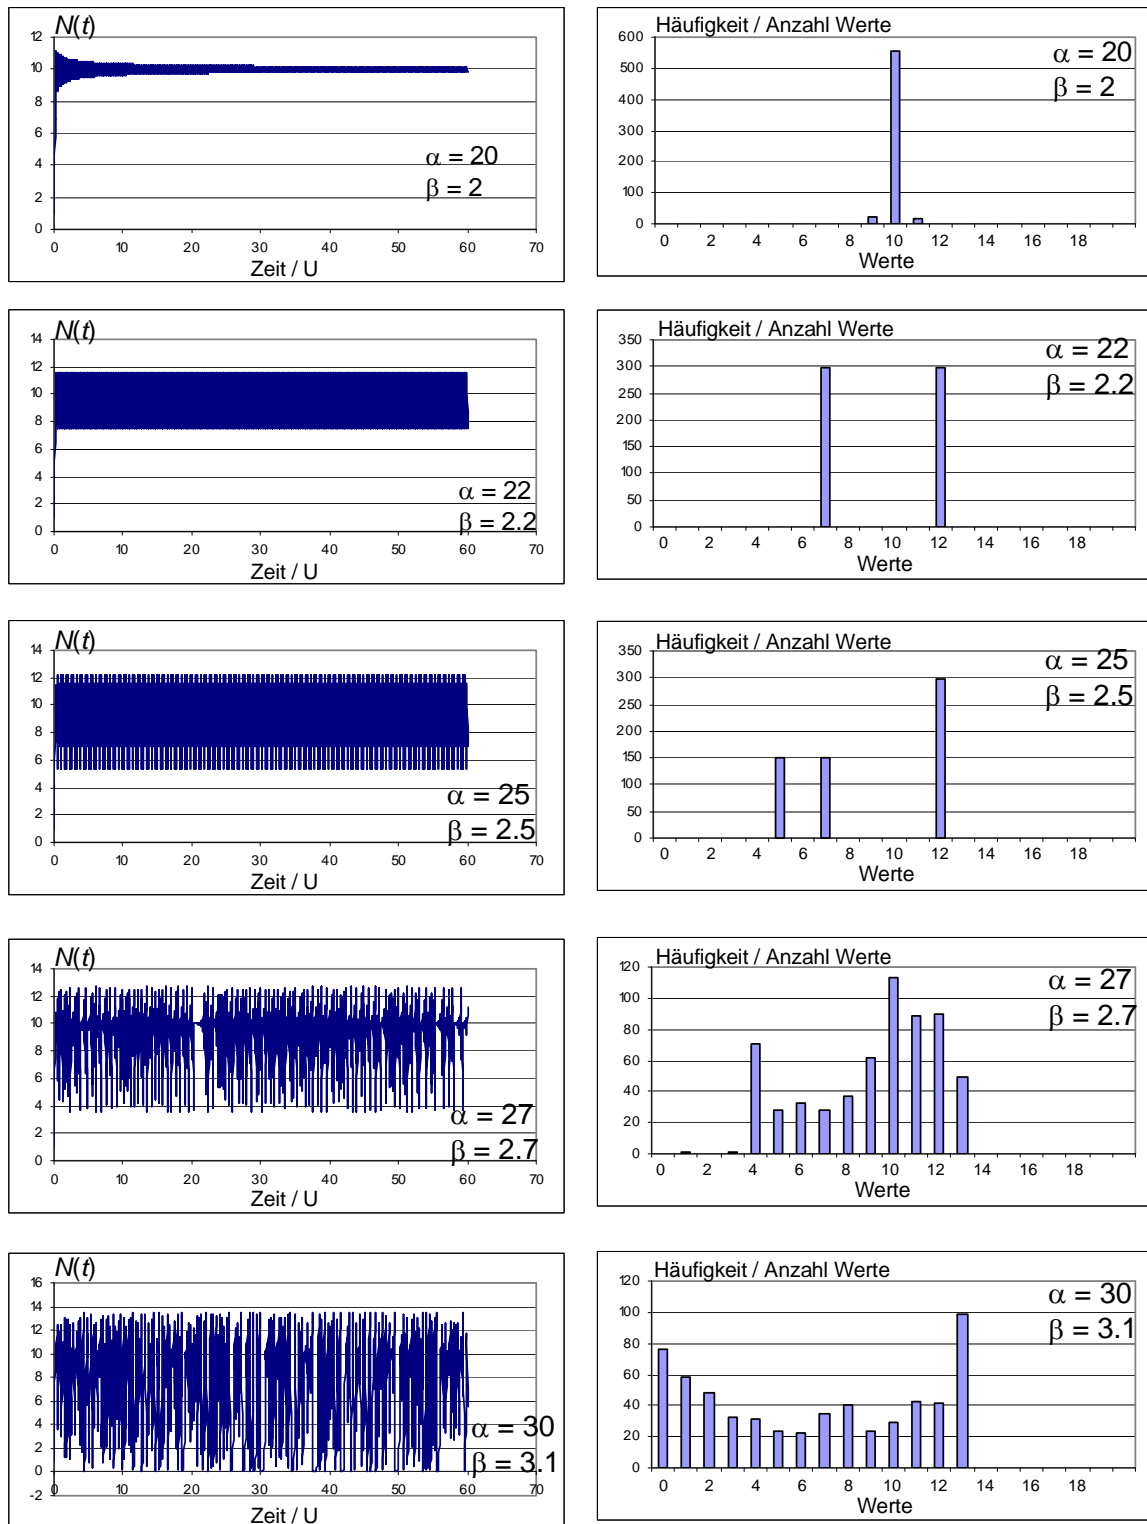 N(t)
12
10
8
6
4
2
0
α = 20
β = 2
0 10 20 30 40 50 60 70
Zeit / U
Häufigkeit / Anzahl Werte
600
500
400
300
200
100
0
α = 20
β = 2
0 2 4 6 8 10 12 14 16 18
Werte
N(t)
14
12
10
8
6
4
2
0
α = 22
β = 2.2
0 10 20 30 40 50 60 70
Zeit / U
Häufigkeit / Anzahl Werte
350
300
250
200
150
100
50
0
α = 22
β = 2.2
0 2 4 6 8 10 12 14 16 18
Werte
N(t)
14
12
10
8
6
4
2
0
α = 25
β = 2.5
0 10 20 30 40 50 60 70
Zeit / U
Häufigkeit / Anzahl Werte
350
300
250
200
150
100
50
0
α = 25
β = 2.5
0 2 4 6 8 10 12 14 16 18
Werte
N(t)
14
12
10
8
6
4
2
0
α = 27
β = 2.7
0 10 20 30 40 50 60 70
Zeit / U
Häufigkeit / Anzahl Werte
120
100
80
60
40
20
0
α = 27
β = 2.7
0 2 4 6 8 10 12 14 16 18
Werte
N(t)
16
14
12
10
8
6
4
2
0
-2
α = 30
β = 3.1
0 10 20 30 40 50 60 70
Zeit / U
Häufigkeit / Anzahl Werte
120
100
80
60
40
20
0
α = 30
β = 3.1
0 2 4 6 8 10 12 14 16 18
Werte